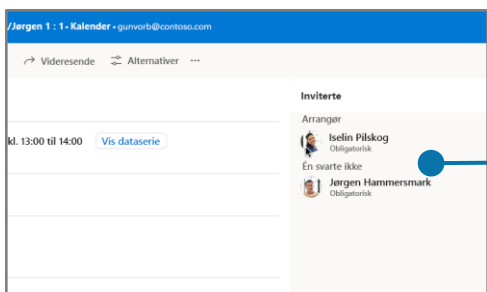 /Jørgen 1 : 1 - Kalender - gunvorb@contoso.com
Videresende Alternativer ...
Inviterte
Arrangør
Iselin Pilskog
Obligatorisk
kl. 13:00 til 14:00 Vis dataserie
Én svarte ikke
Jørgen Hammersmark
Obligatorisk